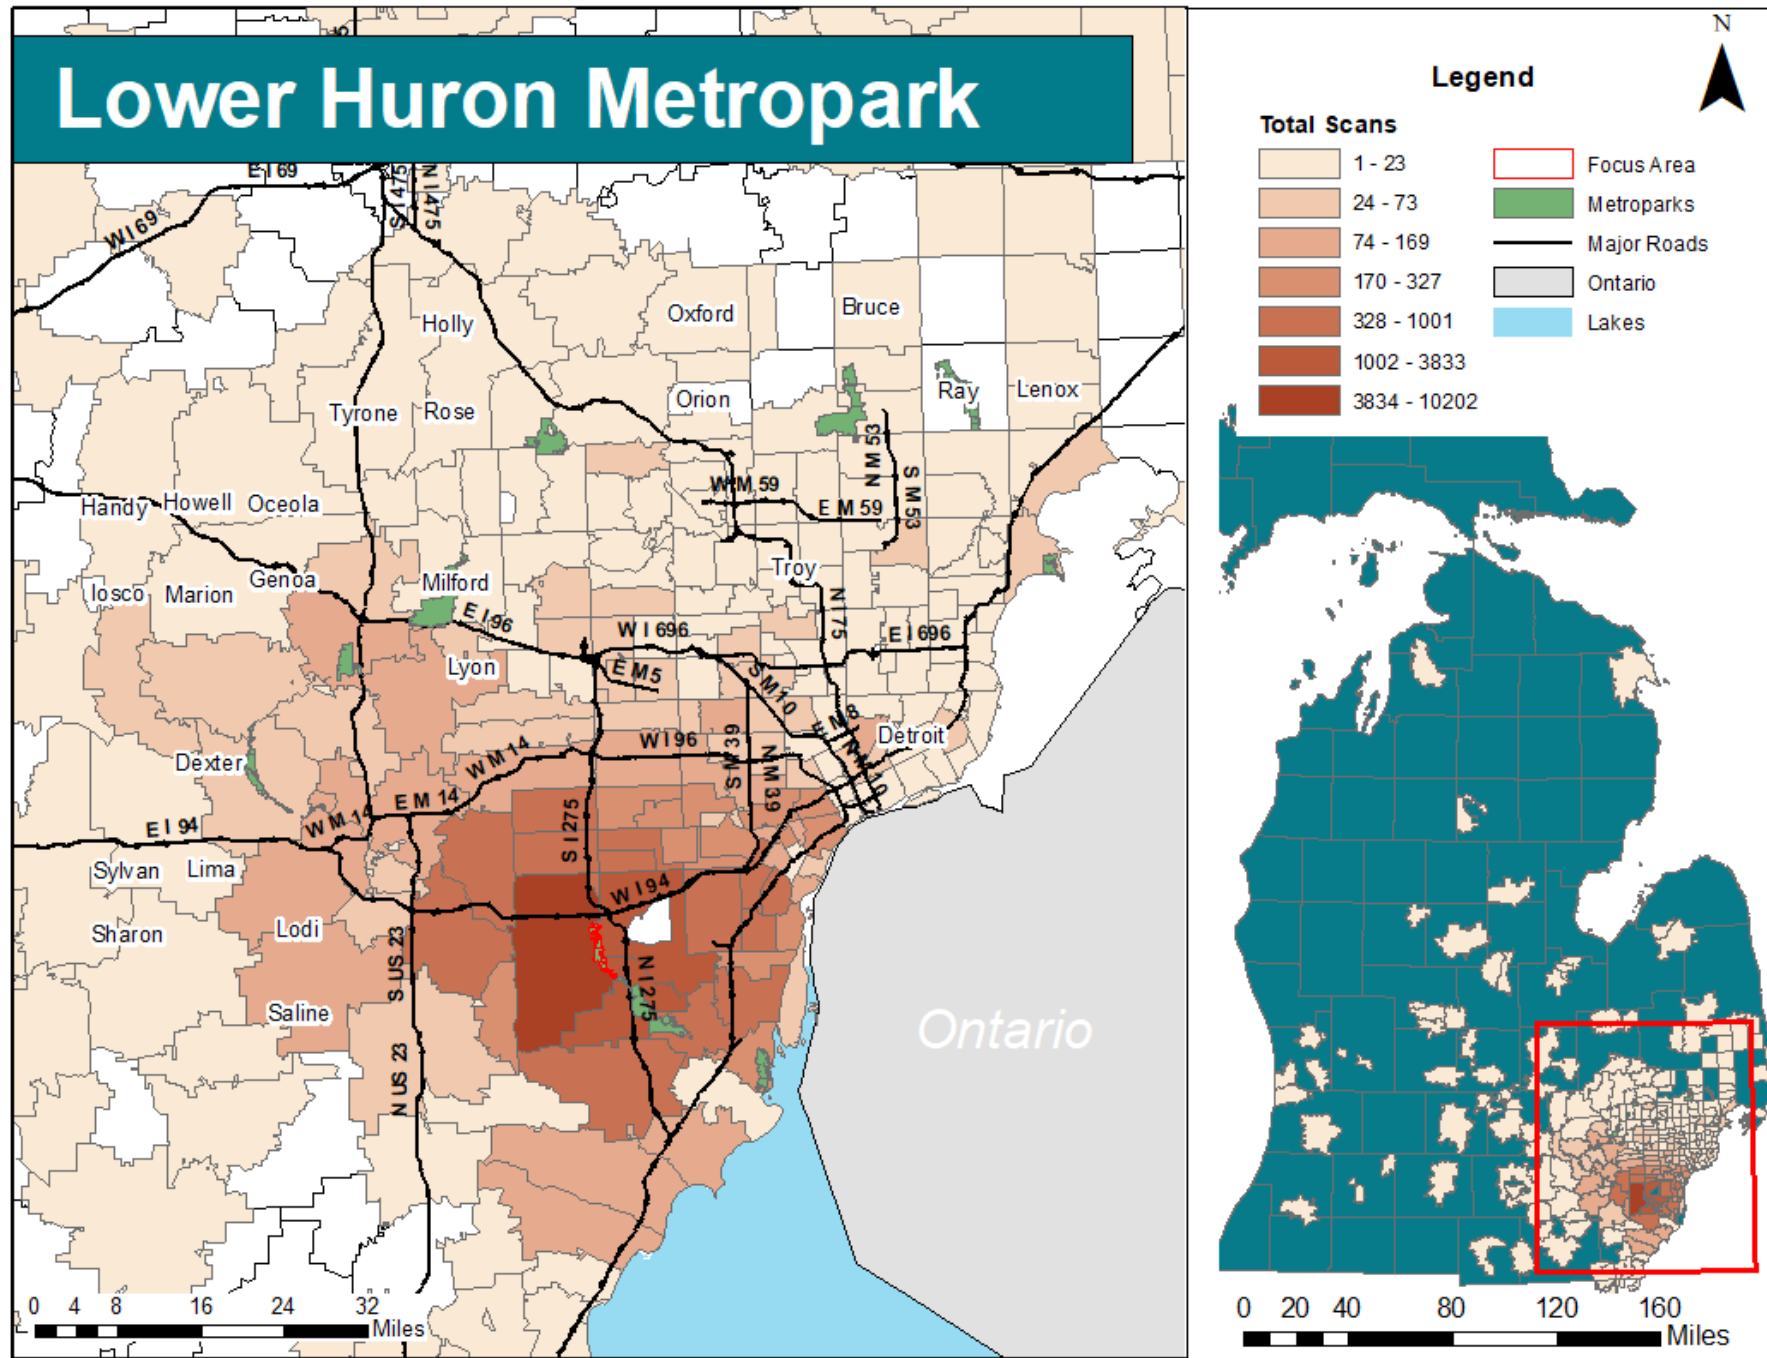 Lower Huron Metropark
N
Legend
Total Scans
1 - 23
24 - 73
74 - 169
170 - 327
328 - 1001
1002 - 3833
3834 - 10202
Focus Area
Metroparks
Major Roads
Ontario
Lakes
E I 69
W I 69
S I 475
N I 475
Holly
Oxford
Bruce
Tyrone
Rose
Orion
Ray
Lenox
N M 53
S M 53
W M 59
E M 59
Handy
Howell
Oceola
Troy
Genoa
Milford
Iosco
Marion
N I 175
E I 96
W I 696
E I 696
Lyon
E M 5
S M 10
E M 8
Detroit
W I 96
S M 39
N M 39
N M 10
Dexter
W M 14
E M 14
W M 14
E I 94
S I 275
Sylvan
Lima
W I 94
Sharon
Lodi
S US 23
N I 275
Saline
Ontario
N US 23
0 4 8 16 24 32
Miles
0 20 40 80 120 160
Miles